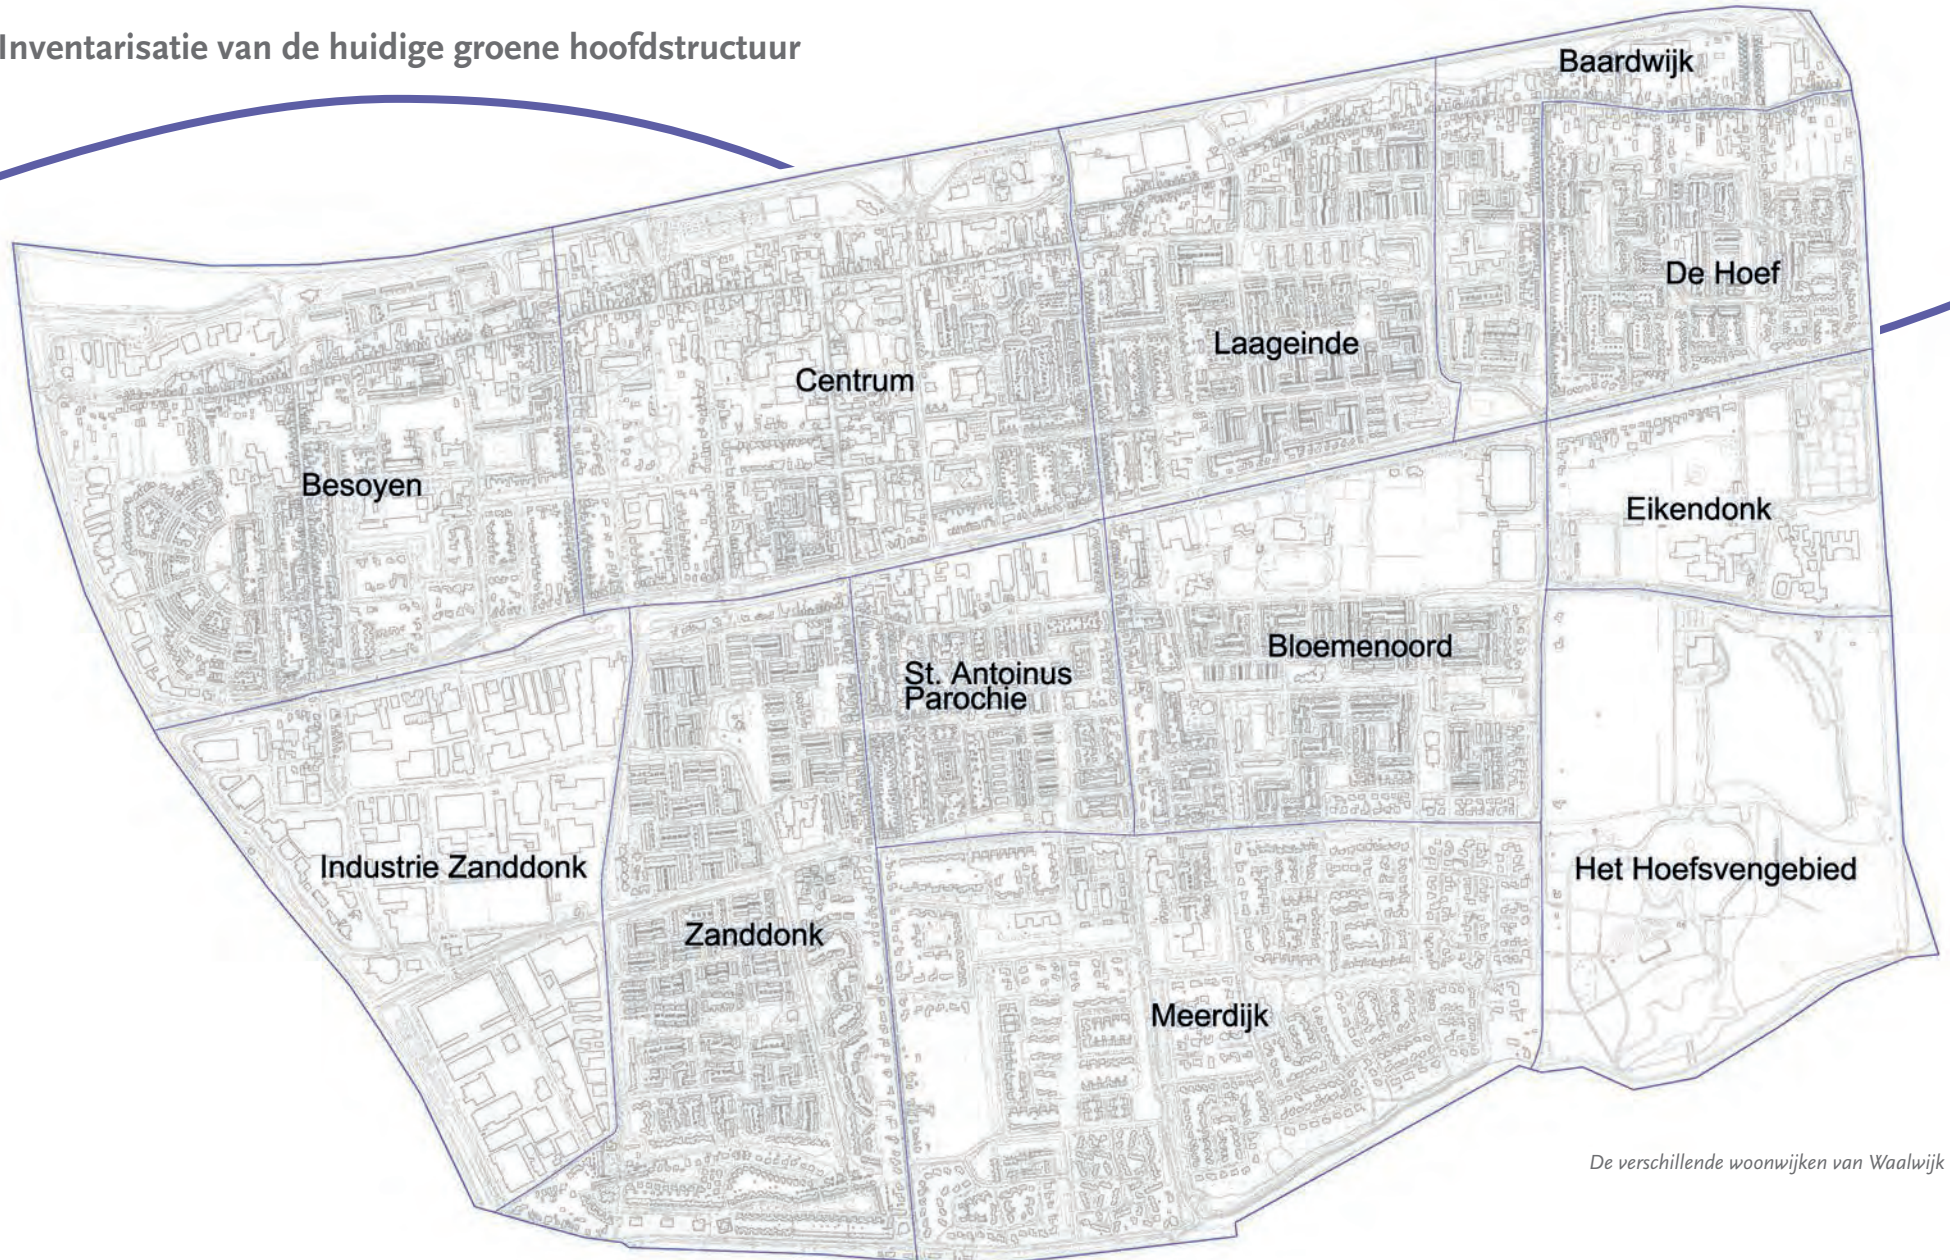 Inventarisatie van de huidige groene hoofdstructuur
Baardwijk
De Hoef
Laageinde
Centrum
Besoyen
Eikendonk
Bloemenoord
St. Antoinus
Parochie
Industrie Zanddonk
Het Hoefsvengebied
Zanddonk
Meerdijk
De verschillende woonwijken van Waalwijk